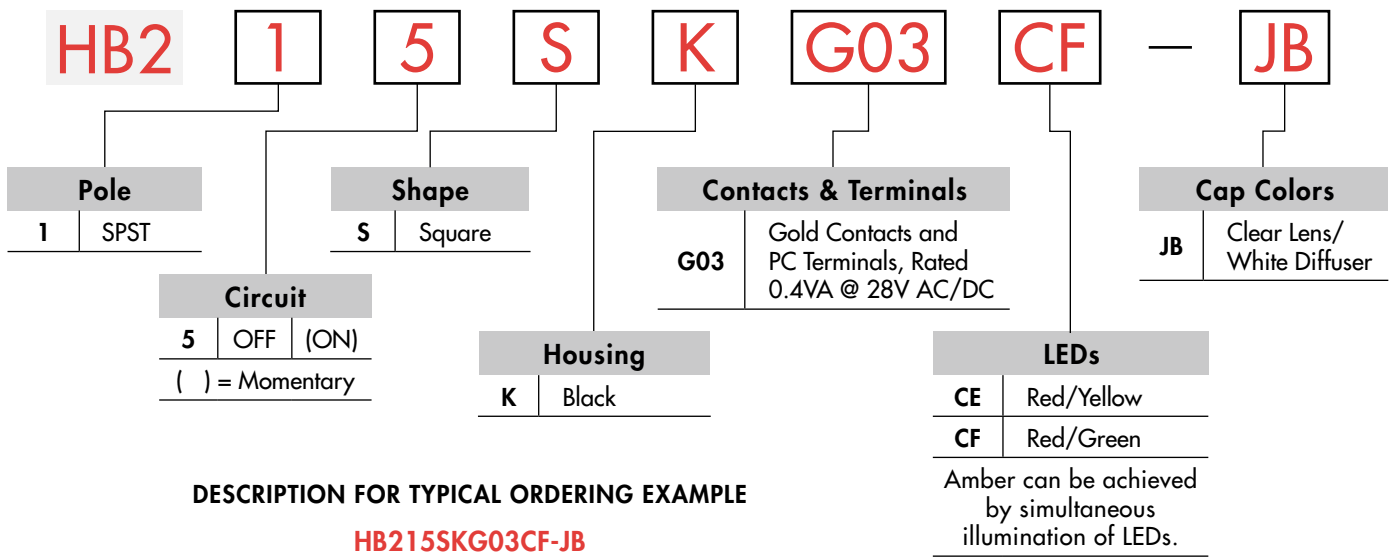 HB2 1 5 S K G03 CF — JB
Pole
1 SPST
Circuit
5 OFF (ON)
( ) = Momentary
Shape
S Square
Housing
K Black
Contacts & Terminals
G03
Gold Contacts and
PC Terminals, Rated
0.4VA @ 28V AC/DC
LEDs
CE Red/Yellow
CF Red/Green
Amber can be achieved
by simultaneous
illumination of LEDs.
Cap Colors
JB
Clear Lens/
White Diffuser
DESCRIPTION FOR TYPICAL ORDERING EXAMPLE
HB215SKG03CF-JB